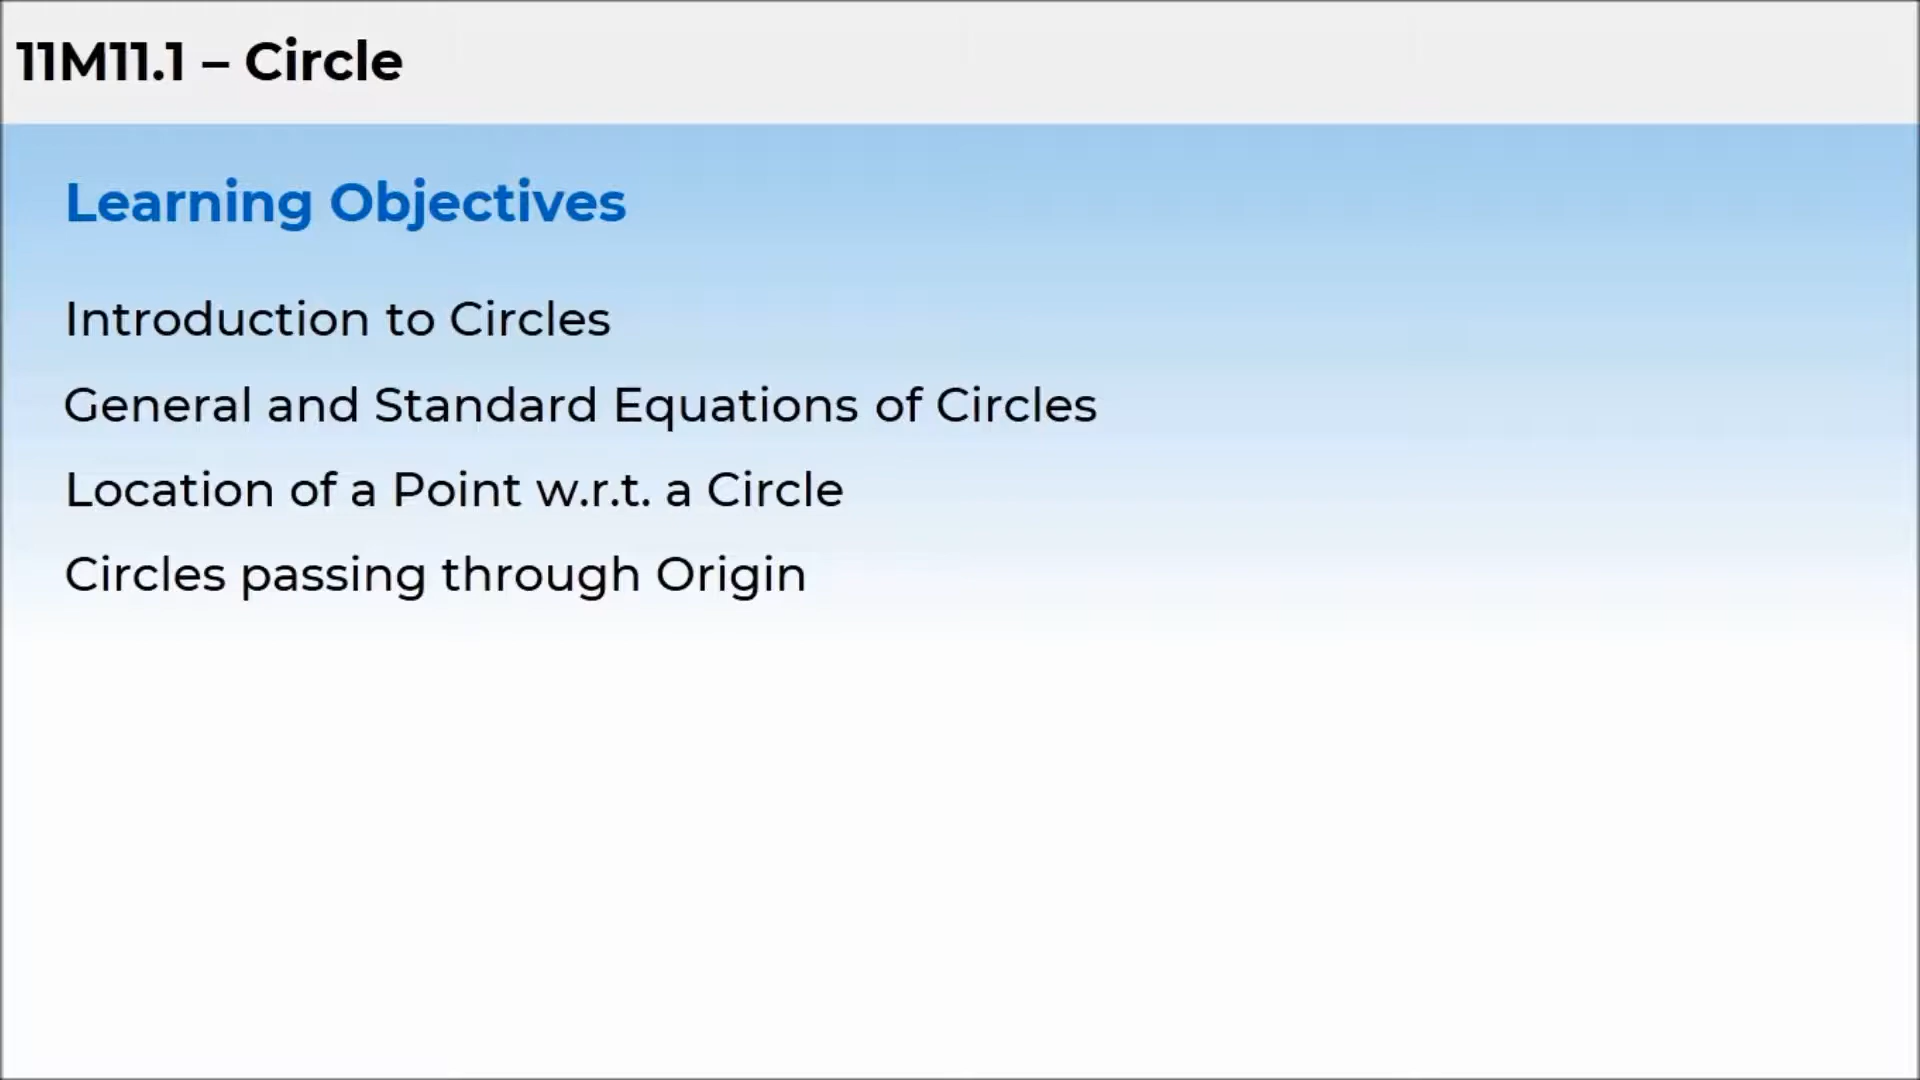 11M11.1 – Circle
Learning Objectives
Introduction to Circles
General and Standard Equations of Circles
Location of a Point w.r.t. a Circle
Circles passing through Origin